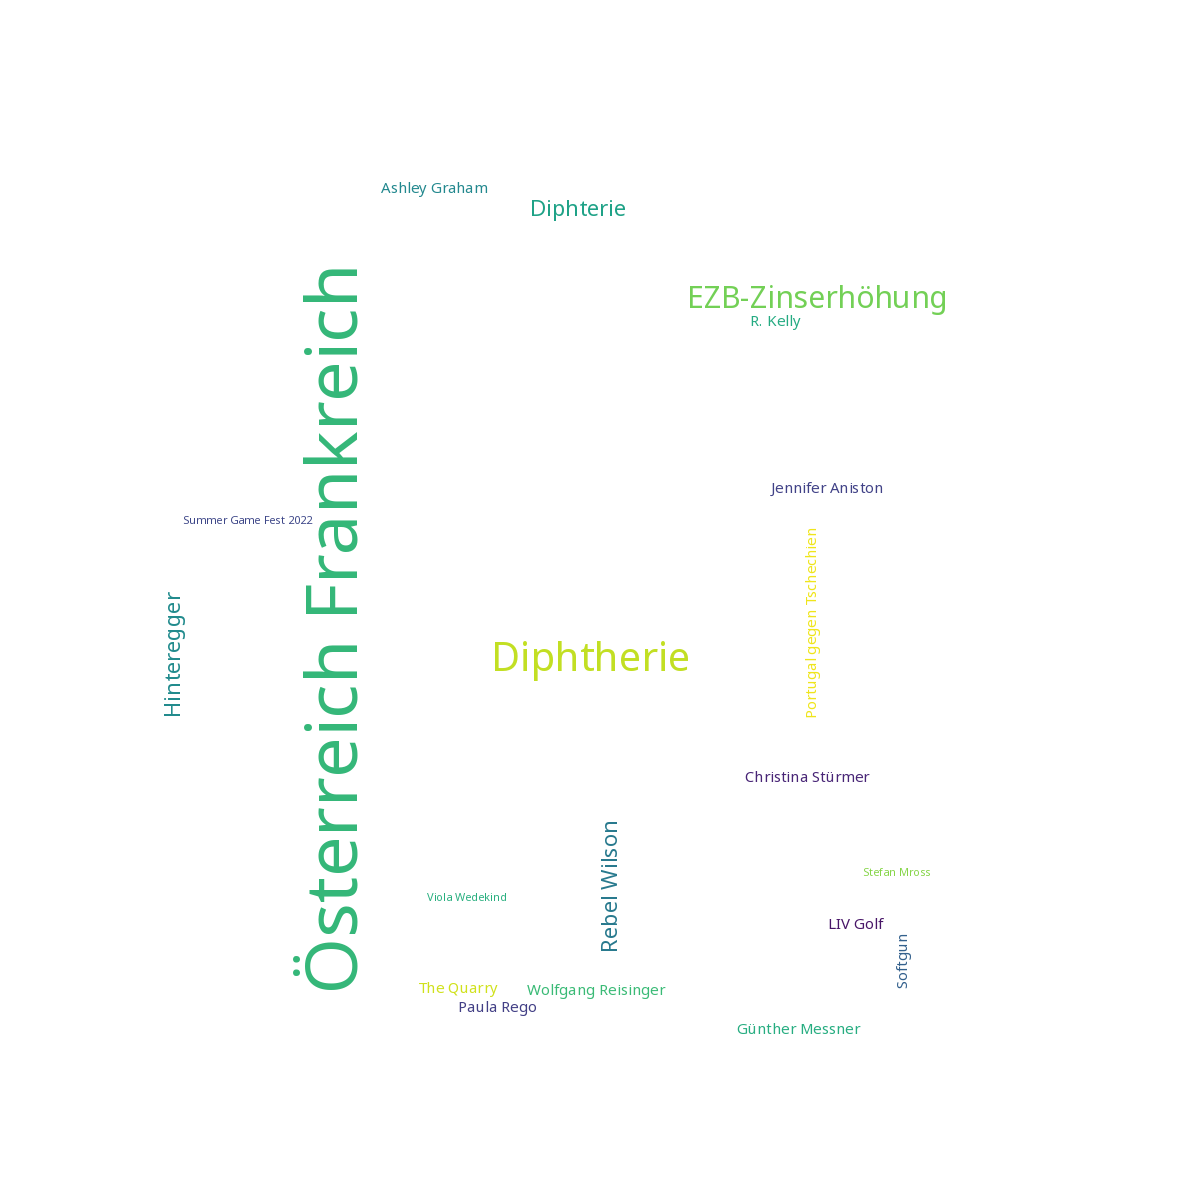 Ashley Graham
Diphterie
EZB-Zinserhöhung
R. Kelly
Österreich Frankreich
Jennifer Aniston
Summer Game Fest 2022
Portugal gegen Tschechien
Hinteregger
Diphtherie
Christina Stürmer
Rebel Wilson
Stefan Mross
Viola Wedekind
LIV Golf
Softgun
The Quarry
Wolfgang Reisinger
Paula Rego
Günther Messner